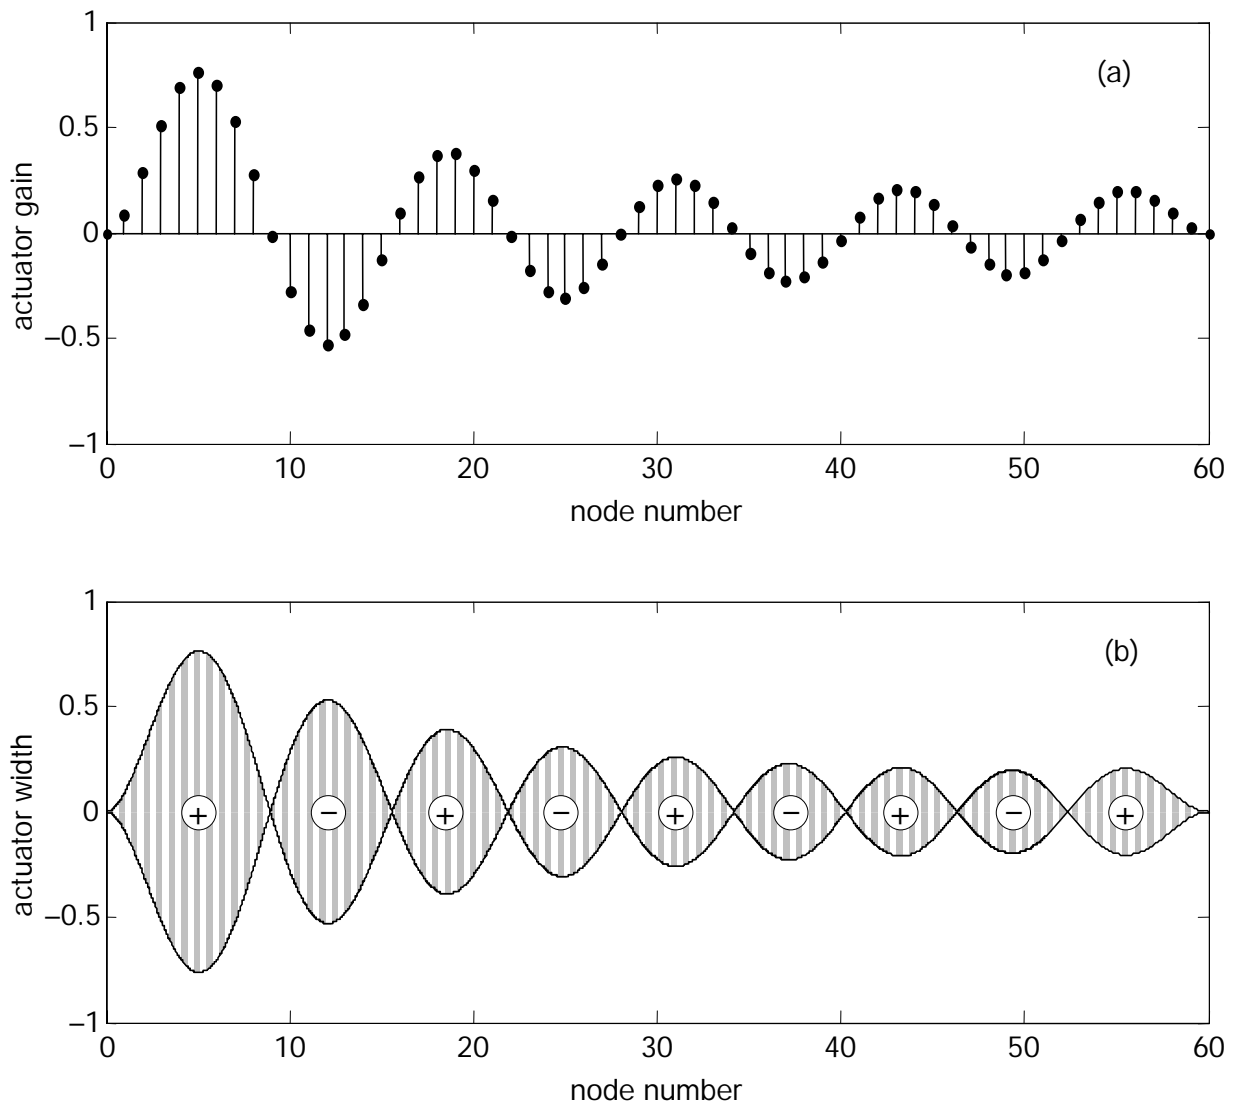 1
(a)
0.5
actuator gain
0
−0.5
−1
0 10 20 30 40 50 60
node number
1
(b)
0.5
actuator width
0
+ − + − + − + − +
−0.5
−1
0 10 20 30 40 50 60
node number